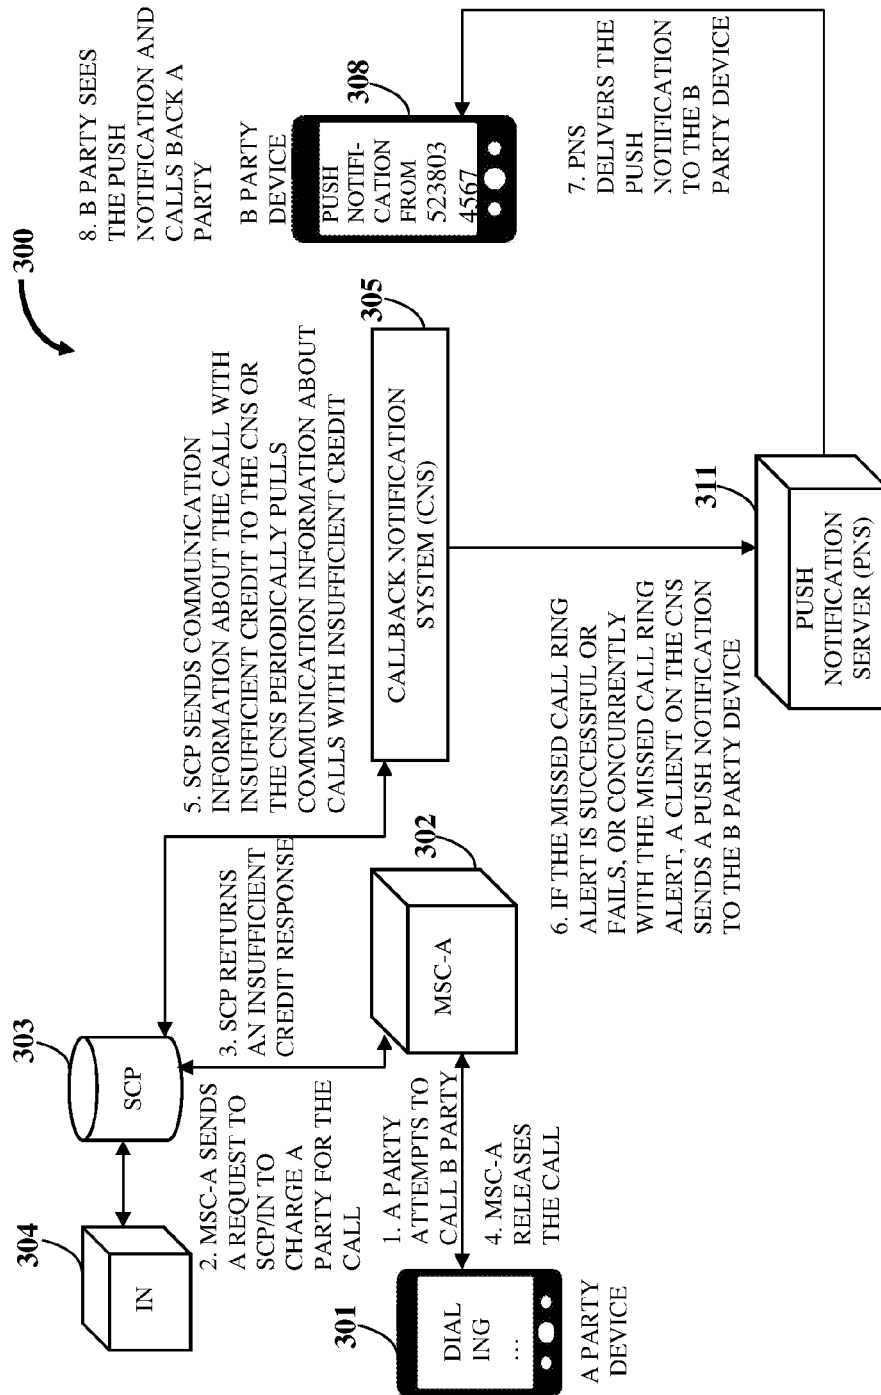 300
304
IN
303
SCP
2. MSC-A SENDS
A REQUEST TO
SCP/IN TO
CHARGE A
PARTY FOR THE
CALL
3. SCP RETURNS
AN INSUFFICIENT
CREDIT RESPONSE
5. SCP SENDS COMMUNICATION
INFORMATION ABOUT THE CALL WITH
INSUFFICIENT CREDIT TO THE CNS OR
THE CNS PERIODICALLY PULLS
COMMUNICATION INFORMATION ABOUT
CALLS WITH INSUFFICIENT CREDIT
8. B PARTY SEES
THE PUSH
NOTIFICATION AND
CALLS BACK A
PARTY
B PARTY
DEVICE
308
PUSH
NOTIFI-
CATION
FROM
523803
4567
301
DIAL
ING
...
A PARTY
DEVICE
1. A PARTY
ATTEMPTS TO
CALL B PARTY
4. MSC-A
RELEASES
THE CALL
302
MSC-A
305
CALLBACK NOTIFICATION
SYSTEM (CNS)
6. IF THE MISSED CALL RING
ALERT IS SUCCESSFUL OR
FAILS, OR CONCURRENTLY
WITH THE MISSED CALL RING
ALERT, A CLIENT ON THE CNS
SENDS A PUSH NOTIFICATION
TO THE B PARTY DEVICE
311
PUSH
NOTIFICATION
SERVER (PNS)
7. PNS
DELIVERS THE
PUSH
NOTIFICATION
TO THE B
PARTY DEVICE